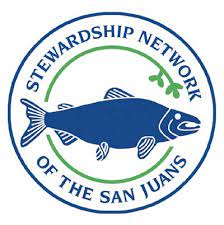 STEWARDSHIP NETWORK
OF THE SAN JUANS